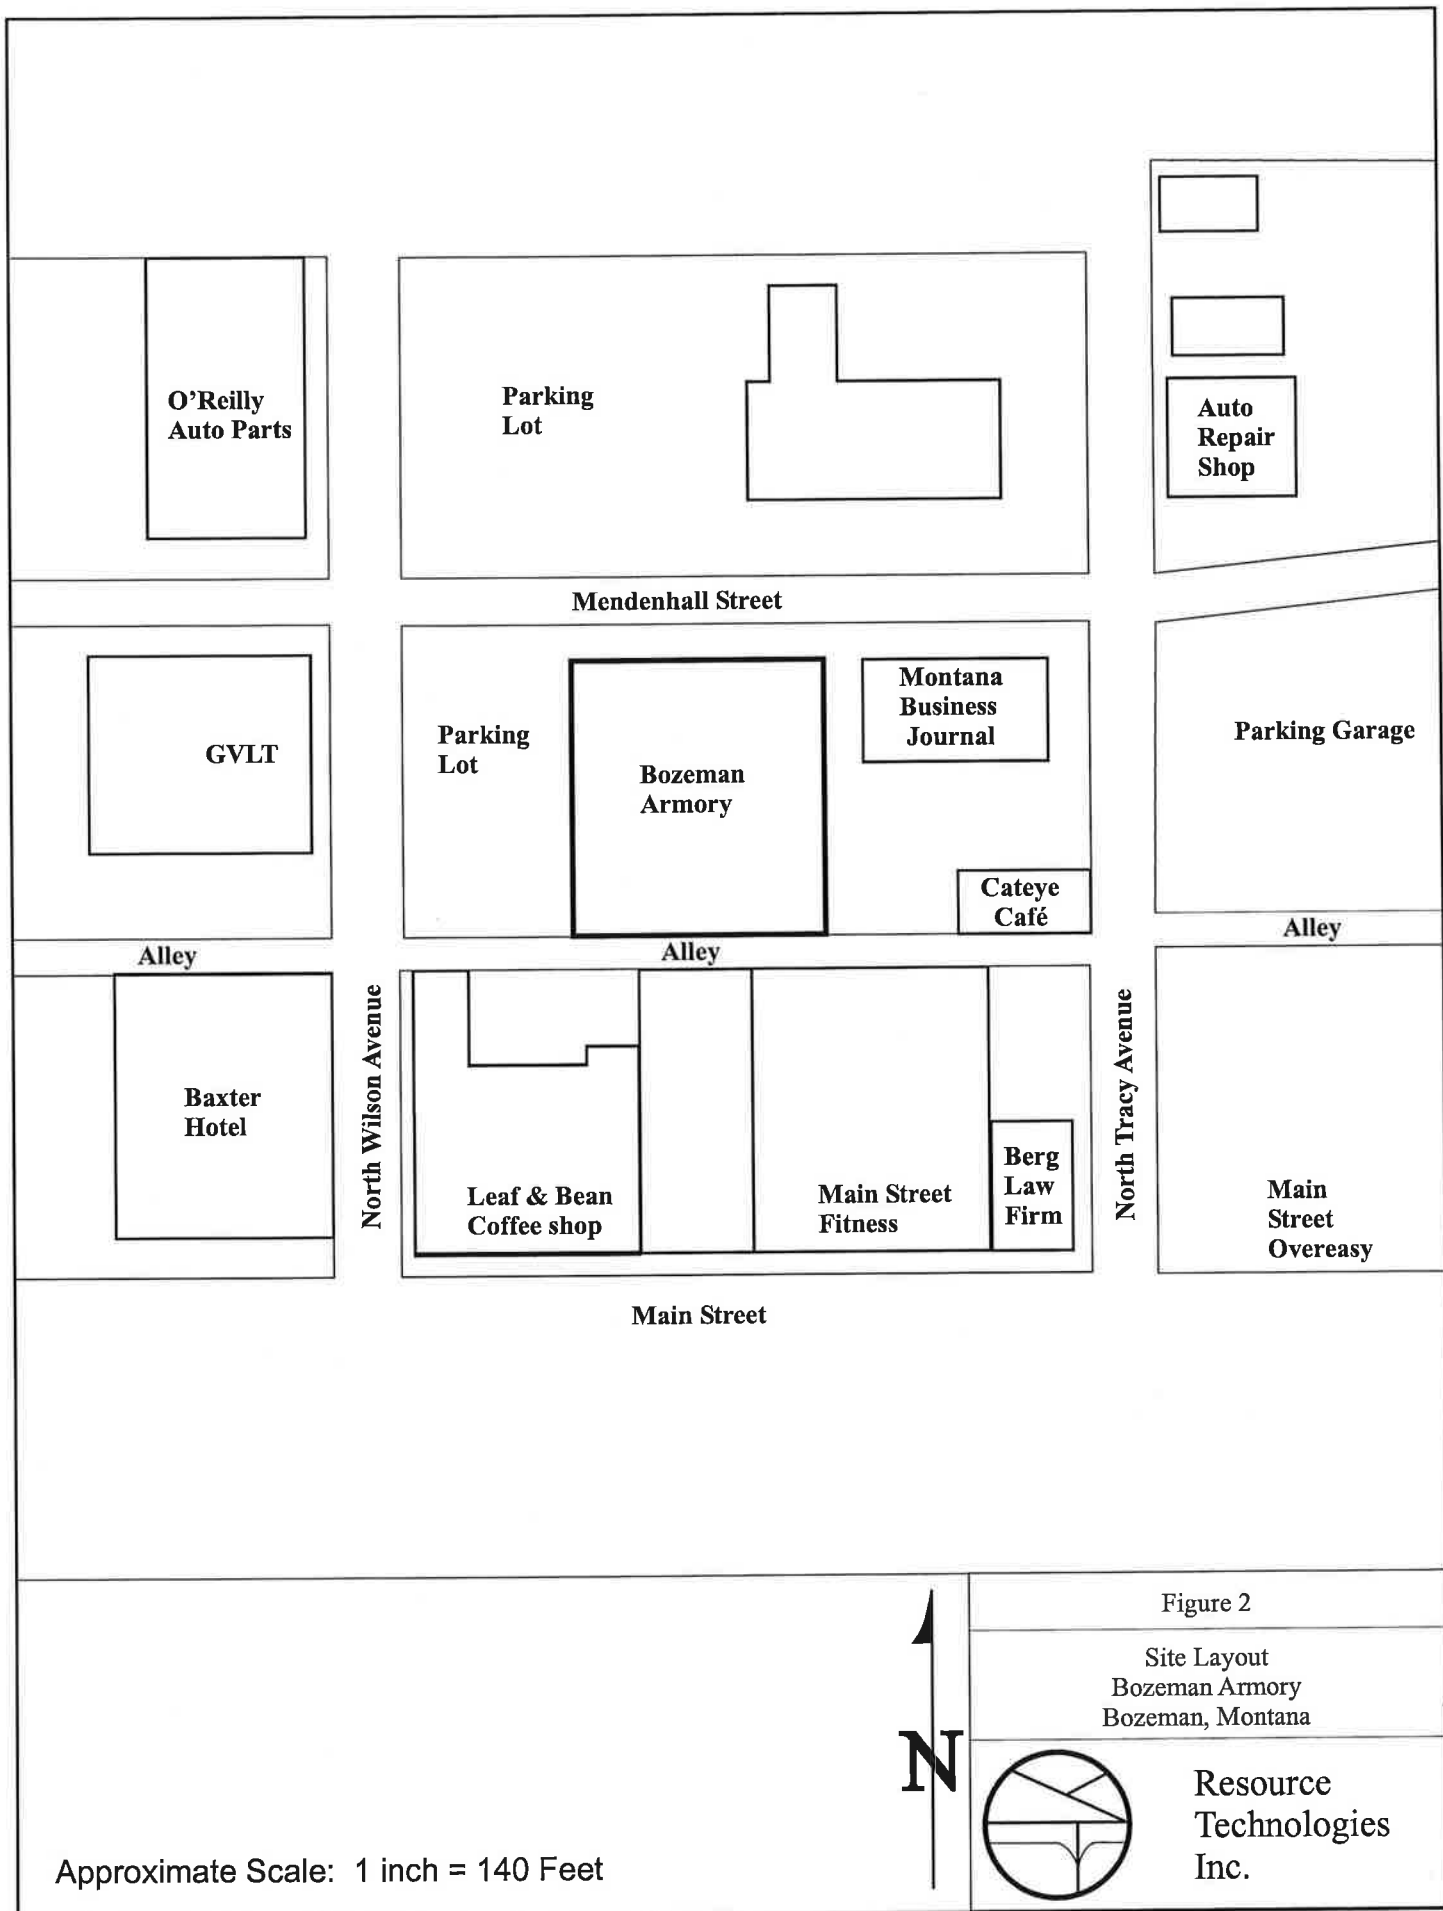 O'Reilly
Auto Parts
Parking
Lot
Auto
Repair
Shop
Mendenhall Street
GVLT
Parking
Lot
Bozeman
Armory
Montana
Business
Journal
Parking Garage
Cateye
Café
Alley
Alley
Alley
Baxter
Hotel
North Wilson Avenue
Leaf & Bean
Coffee shop
Main Street
Fitness
Berg
Law
Firm
North Tracy Avenue
Main
Street
Overeasy
Main Street
Figure 2
Site Layout
Bozeman Armory
Bozeman, Montana
N
Resource
Technologies
Inc.
Approximate Scale: 1 inch = 140 Feet